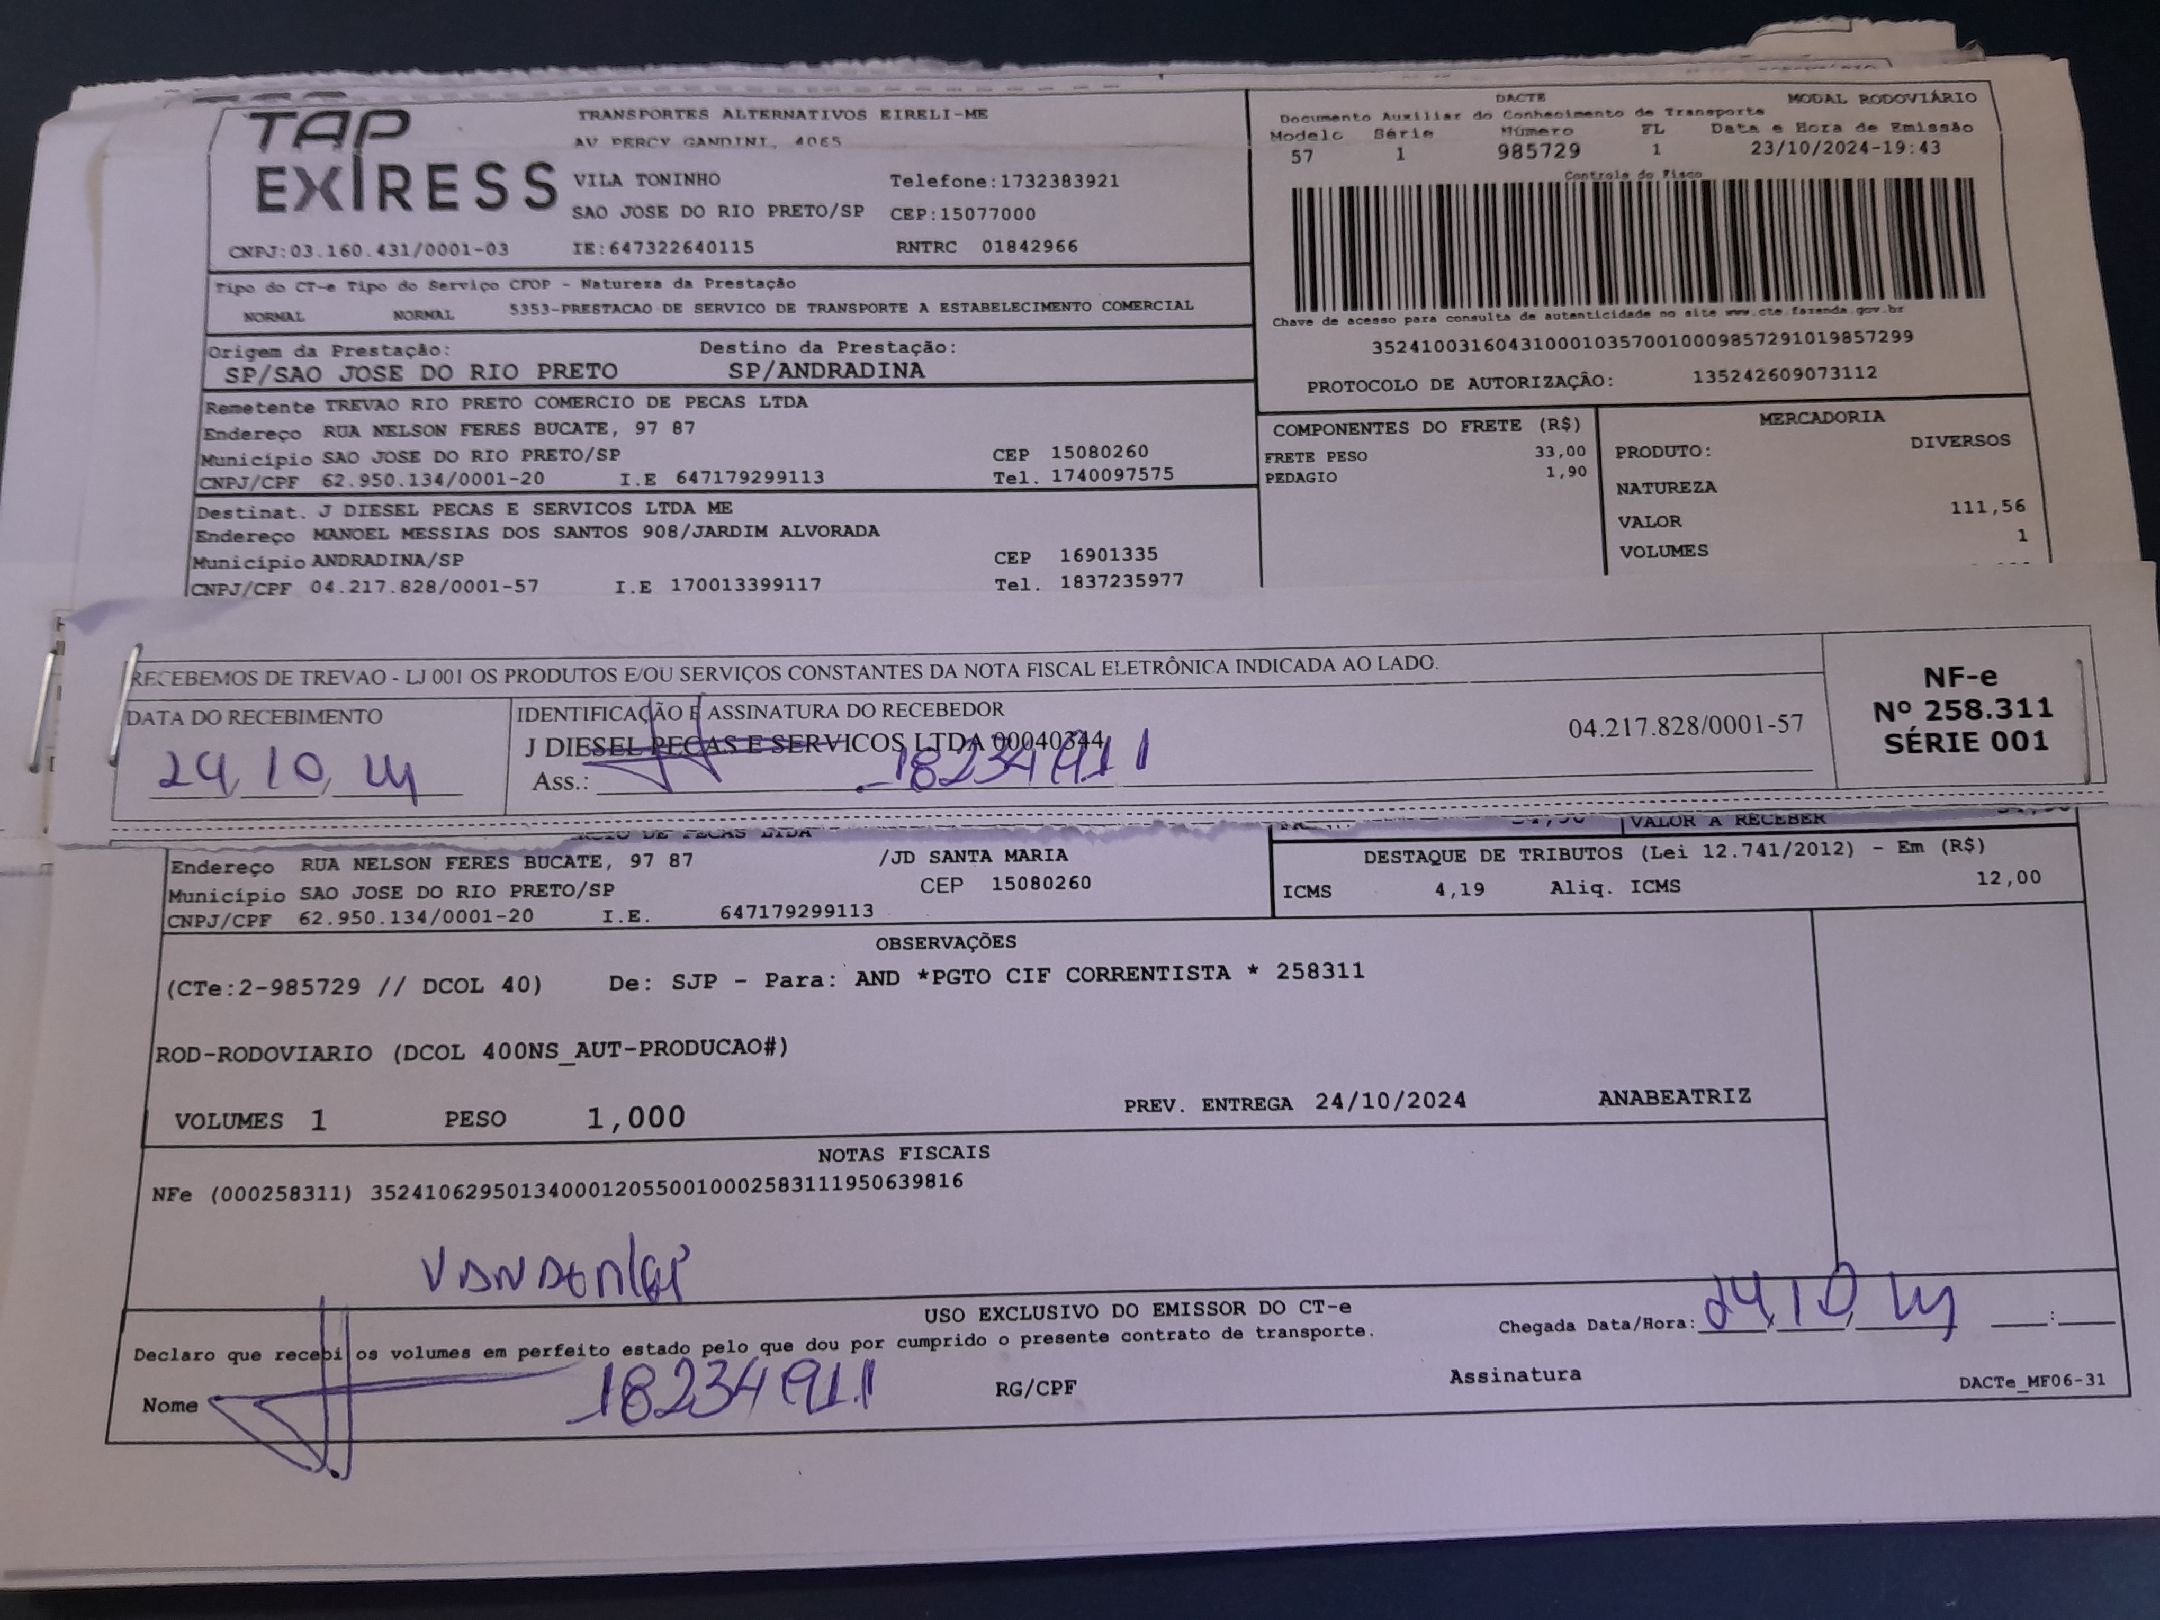 TAP
EXPRESS
TRANSPORTES ALTERNATIVOS EIRELI-ME
AV PERCY GANDINI, 4065
VILA TONINHO Telefone:1732383921
SAO JOSE DO RIO PRETO/SP CEP:15077000
CNPJ:03.160.431/0001-03 IE:647322640115 RNTRC 01842966
DACTE MODAL RODOVIÁRIO
Documento Auxiliar do Conhecimento de Transporte
Modelo Série Número FL Data e Hora de Emissão
57 1 985729 1 23/10/2024-19:43
Controle do Fisco
Chave de acesso para consulta de autenticidade no site www.cte.fazenda.gov.br
35241003160431000103570010009857291019857299
PROTOCOLO DE AUTORIZAÇÃO: 135242609073112
Tipo do CT-e Tipo do Serviço CFOP - Natureza da Prestação
NORMAL NORMAL 5353-PRESTACAO DE SERVICO DE TRANSPORTE A ESTABELECIMENTO COMERCIAL
Origem da Prestação: Destino da Prestação:
SP/SAO JOSE DO RIO PRETO SP/ANDRADINA
Remetente TREVAO RIO PRETO COMERCIO DE PECAS LTDA
Endereço RUA NELSON FERES BUCATE, 97 87
Município SAO JOSE DO RIO PRETO/SP CEP 15080260
CNPJ/CPF 62.950.134/0001-20 I.E 647179299113 Tel. 1740097575
Destinat. J DIESEL PECAS E SERVICOS LTDA ME
Endereço MANOEL MESSIAS DOS SANTOS 908/JARDIM ALVORADA
Município ANDRADINA/SP CEP 16901335
CNPJ/CPF 04.217.828/0001-57 I.E 170013399117 Tel. 1837235977
COMPONENTES DO FRETE (R$)
FRETE PESO 33,00
PEDAGIO 1,90
MERCADORIA
PRODUTO: DIVERSOS
NATUREZA
VALOR 111,56
VOLUMES 1
RECEBEMOS DE TREVAO - LJ 001 OS PRODUTOS E/OU SERVIÇOS CONSTANTES DA NOTA FISCAL ELETRÔNICA INDICADA AO LADO.
DATA DO RECEBIMENTO IDENTIFICAÇÃO E ASSINATURA DO RECEBEDOR
J DIESEL PECAS E SERVICOS LTDA 00040344 04.217.828/0001-57
24 10 24 Ass.: 18234911
NF-e
Nº 258.311
SÉRIE 001
VALOR A RECEBER
Endereço RUA NELSON FERES BUCATE, 97 87 /JD SANTA MARIA
Município SAO JOSE DO RIO PRETO/SP CEP 15080260
CNPJ/CPF 62.950.134/0001-20 I.E. 647179299113
DESTAQUE DE TRIBUTOS (Lei 12.741/2012) - Em (R$)
ICMS 4,19 Aliq. ICMS 12,00
OBSERVAÇÕES
(CTe:2-985729 // DCOL 40) De: SJP - Para: AND *PGTO CIF CORRENTISTA * 258311
ROD-RODOVIARIO (DCOL 400NS_AUT-PRODUCAO#)
VOLUMES 1 PESO 1,000 PREV. ENTREGA 24/10/2024 ANABEATRIZ
NOTAS FISCAIS
NFe (000258311) 35241062950134000120550010002583111950639816
USO EXCLUSIVO DO EMISSOR DO CT-e
Declaro que recebi os volumes em perfeito estado pelo que dou por cumprido o presente contrato de transporte.
Chegada Data/Hora: 24 10 24 :
Nome 18234911 RG/CPF Assinatura DACTe_MF06-31